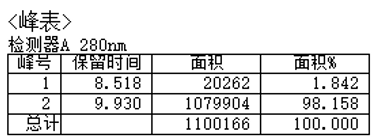 <峰表>
检测器A 280nm
峰号 保留时间 面积 面积%
1 8.518 20262 1.842
2 9.930 1079904 98.158
总计 1100166 100.000